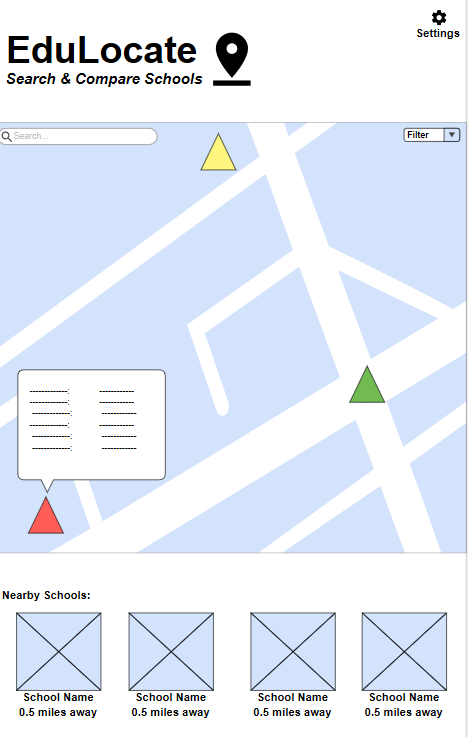 EduLocate
Search & Compare Schools
Settings
Search...
Filter
------------: -----------
------------: -----------
------------: -----------
------------: -----------
------------: -----------
------------: -----------
Nearby Schools:
School Name
0.5 miles away
School Name
0.5 miles away
School Name
0.5 miles away
School Name
0.5 miles away